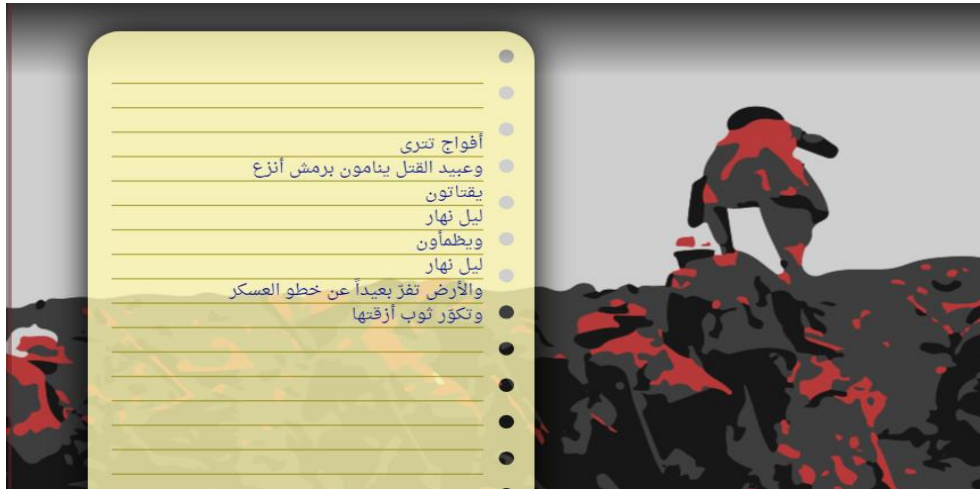 أفواج تترى
وعبيد القتل ينامون برمش أنزع
يقتاتون
ليل نهار
ويظمأون
ليل نهار
والأرض تفرّ بعيداً عن خطو العسكر
وتكوّر ثوب أزقتها